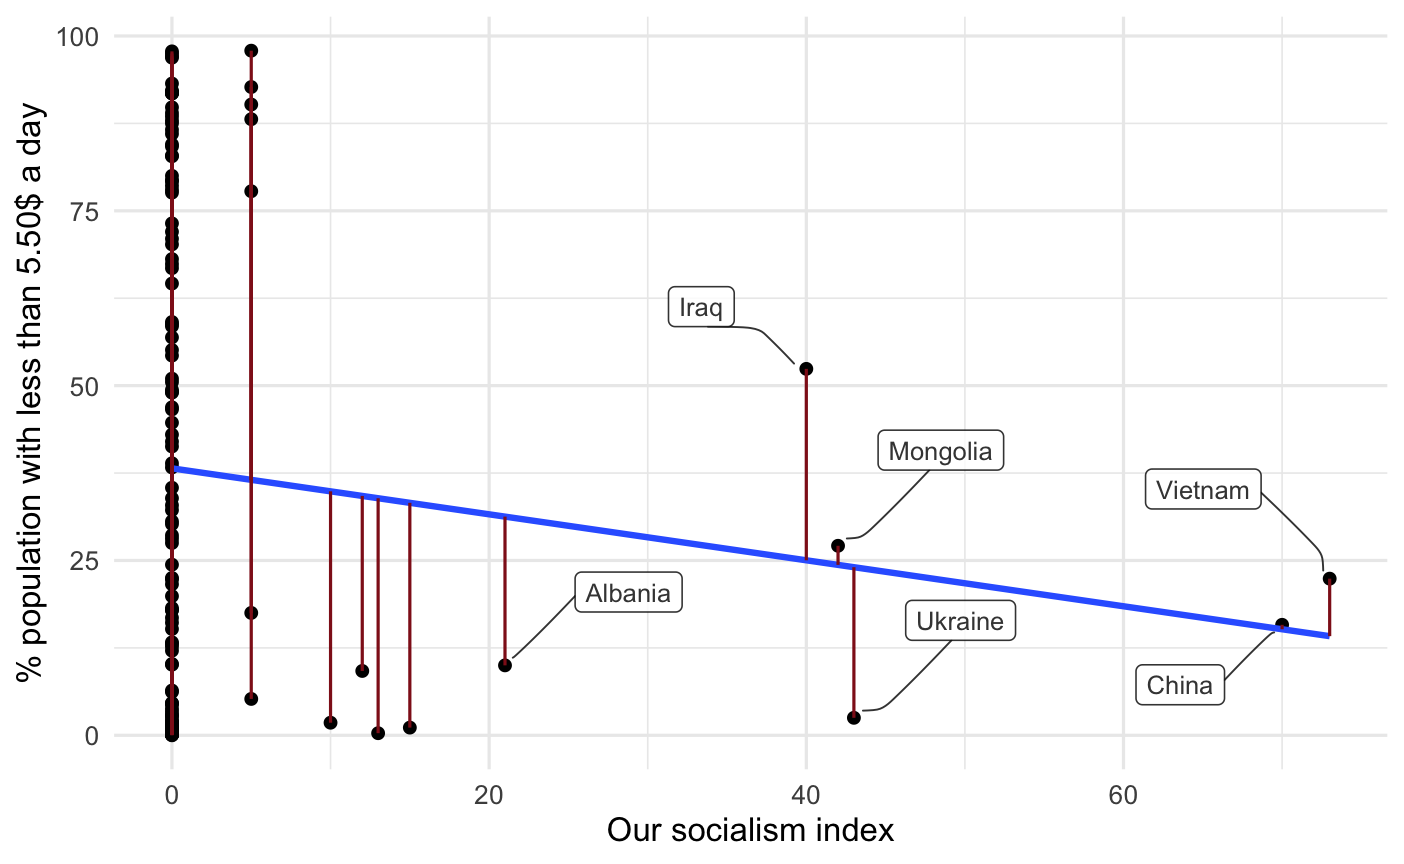 100
75
50
25
0
% population with less than 5.50$ a day
Iraq
Mongolia
Vietnam
Albania
Ukraine
China
0
20
40
60
Our socialism index